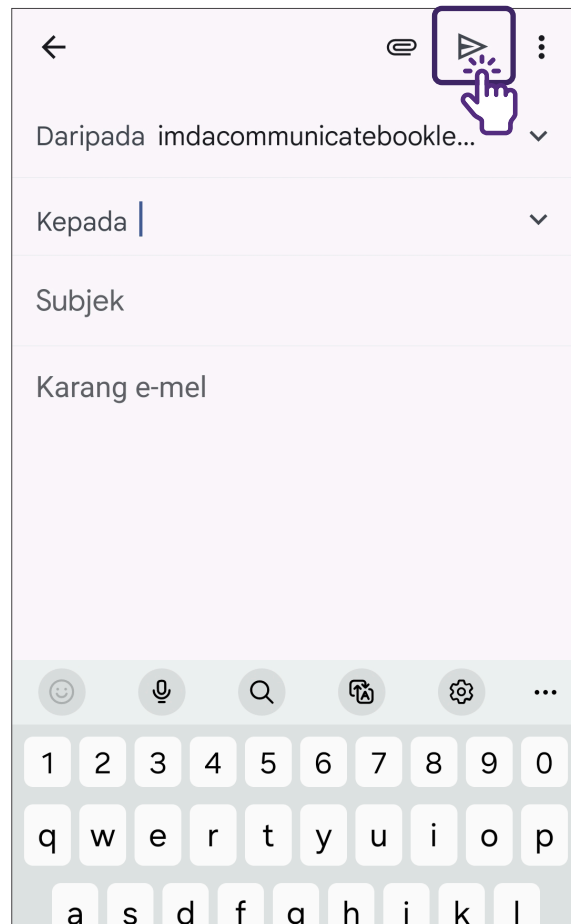 Daripada imdacommunicatebookle...
Kepada
Subjek
Karang e-mel
1 2 3 4 5 6 7 8 9 0
q w e r t y u i o p
a s d f g h j k l